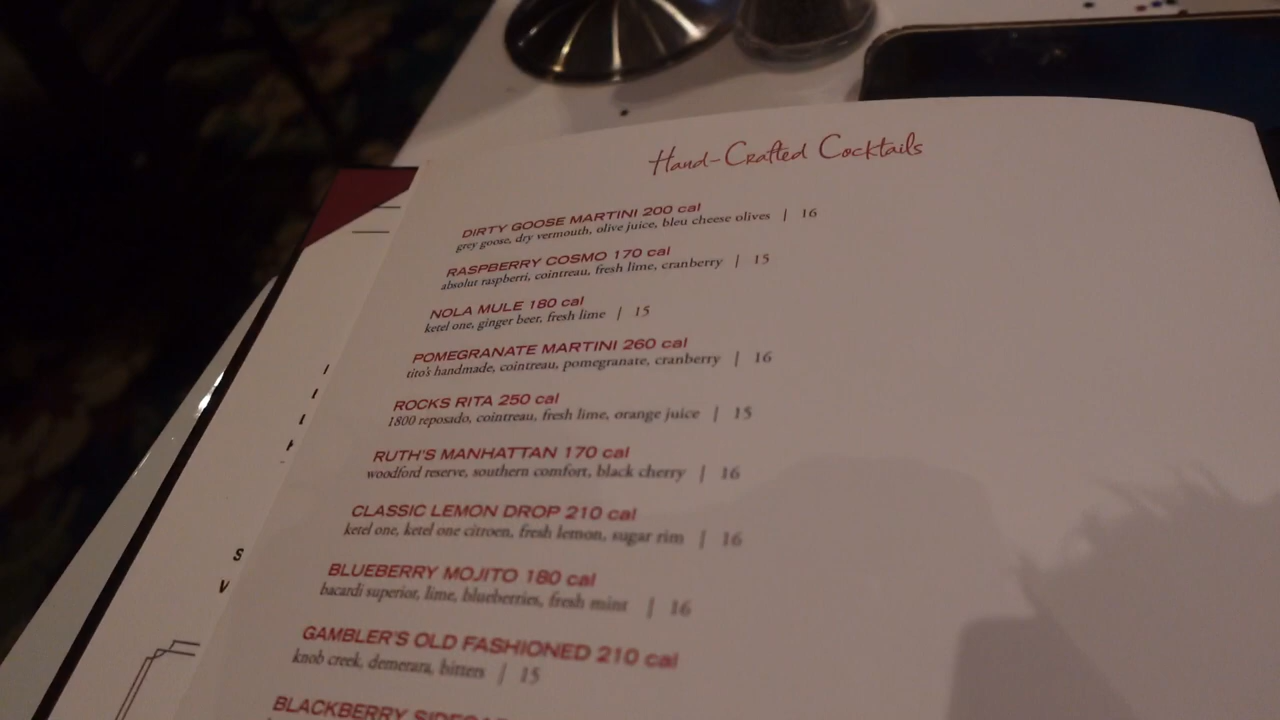 Hand-Crafted Cocktails
DIRTY GOOSE MARTINI 200 cal
grey goose, dry vermouth, olive juice, bleu cheese olives | 16
RASPBERRY COSMO 170 cal
absolut raspberri, cointreau, fresh lime, cranberry | 15
NOLA MULE 180 cal
ketel one, ginger beer, fresh lime | 15
POMEGRANATE MARTINI 260 cal
tito's handmade, cointreau, pomegranate, cranberry | 16
ROCKS RITA 250 cal
1800 reposado, cointreau, fresh lime, orange juice | 15
RUTH'S MANHATTAN 170 cal
woodford reserve, southern comfort, black cherry | 16
CLASSIC LEMON DROP 210 cal
ketel one, ketel one citroen, fresh lemon, sugar rim | 16
BLUEBERRY MOJITO 180 cal
bacardi superior, lime, blueberries, fresh mint | 16
GAMBLER'S OLD FASHIONED 210 cal
knob creek, demerara, bitters | 15
BLACKBERRY